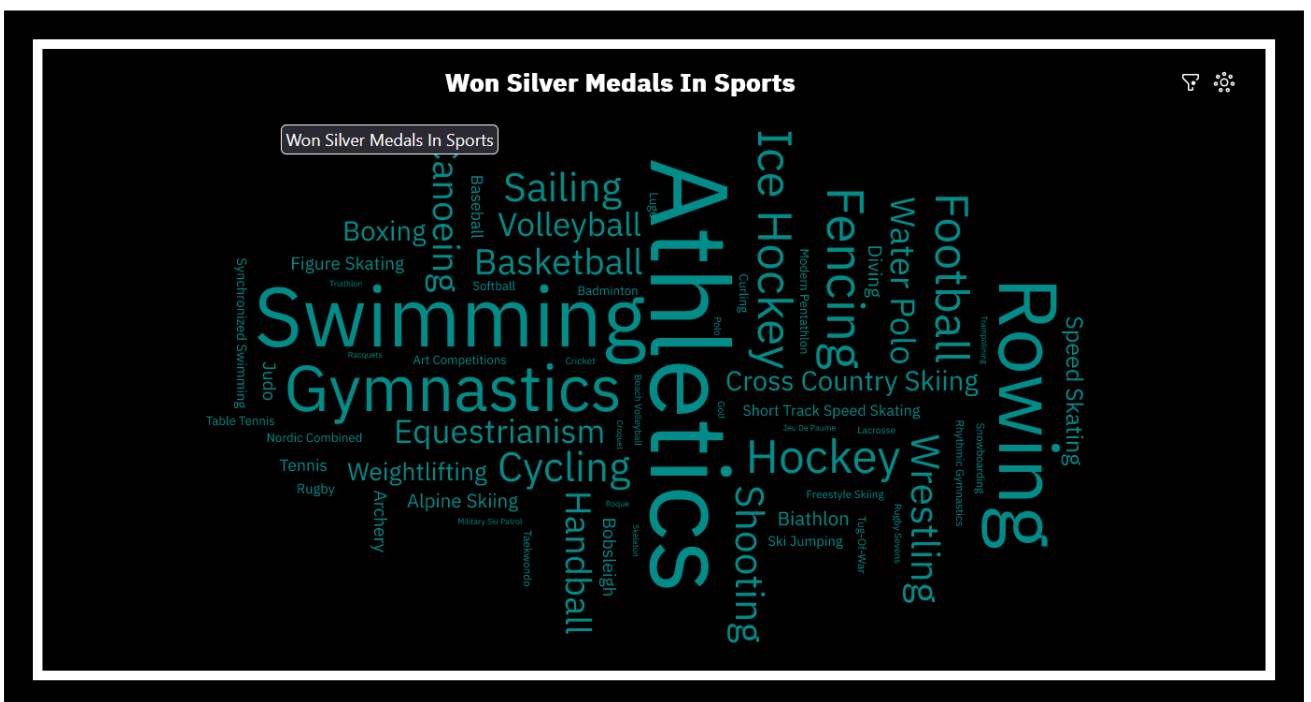 Won Silver Medals In Sports
Won Silver Medals In Sports
Canoeing
Baseball
Sailing
Luge
Athletics
Ice Hockey
Fencing
Water Polo
Football
Boxing
Volleyball
Figure Skating
Basketball
Diving
Modern Pentathlon
Synchronized Swimming
Triathlon
Softball
Badminton
Curling
Swimming
Polo
Trampolining
Rowing
Speed Skating
Racquets
Art Competitions
Cricket
Judo
Gymnastics
Beach Volleyball
Cross Country Skiing
Golf
Short Track Speed Skating
Table Tennis
Nordic Combined
Equestrianism
Croquet
Jeu De Paume
Lacrosse
Rhythmic Gymnastics
Snowboarding
Tennis
Weightlifting
Cycling
Hockey
Wrestling
Rugby
Archery
Alpine Skiing
Handball
Roque
Shooting
Freestyle Skiing
Military Ski Patrol
Bobsleigh
Skeleton
Biathlon
Tug-Of-War
Rugby Sevens
Taekwondo
Ski Jumping